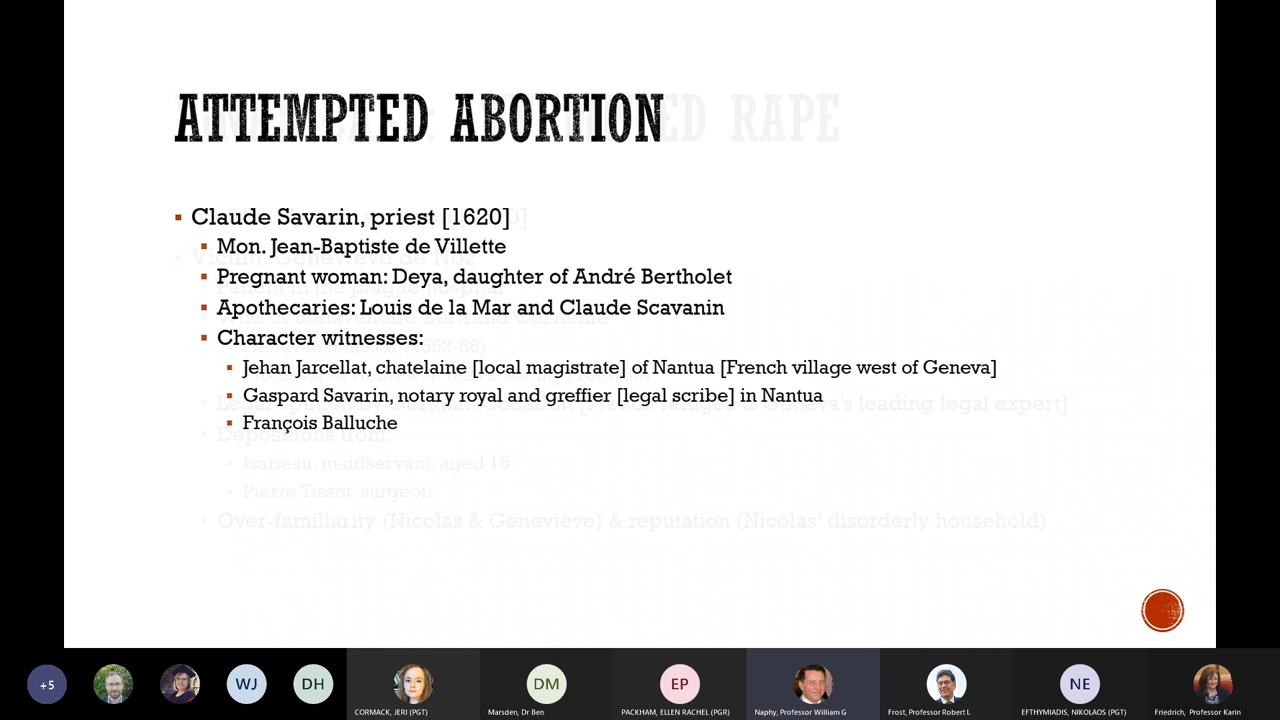 ATTEMPTED ABORTION
ED RAPE
Claude Savarin, priest [1620]
Mon. Jean-Baptiste de Villette
Pregnant woman: Deya, daughter of André Bertholet
Apothecaries: Louis de la Mar and Claude Scavanin
Character witnesses:
Jehan Jarcellat, chatelaine [local magistrate] of Nantua [French village west of Geneva]
Gaspard Savarin, notary royal and greffier [legal scribe] in Nantua
's leading legal expert]
François Balluche
Depositions from:
Isabeau, maidservant, aged 15
Pierre Tissot, surgeon
Over-familiarity (Nicolas & Genevieve) & reputation (Nicolas' disorderly household)
+5
WJ
DH
CORMACK, JERI (PGT)
DM
Marsden, Dr Ben
EP
PACKHAM, ELLEN RACHEL (PGR)
Naphy, Professor William G
Frost, Professor Robert I.
NE
EFTHYMIADIS, NIKOLAOS (PGT)
Friedrich, Professor Karin